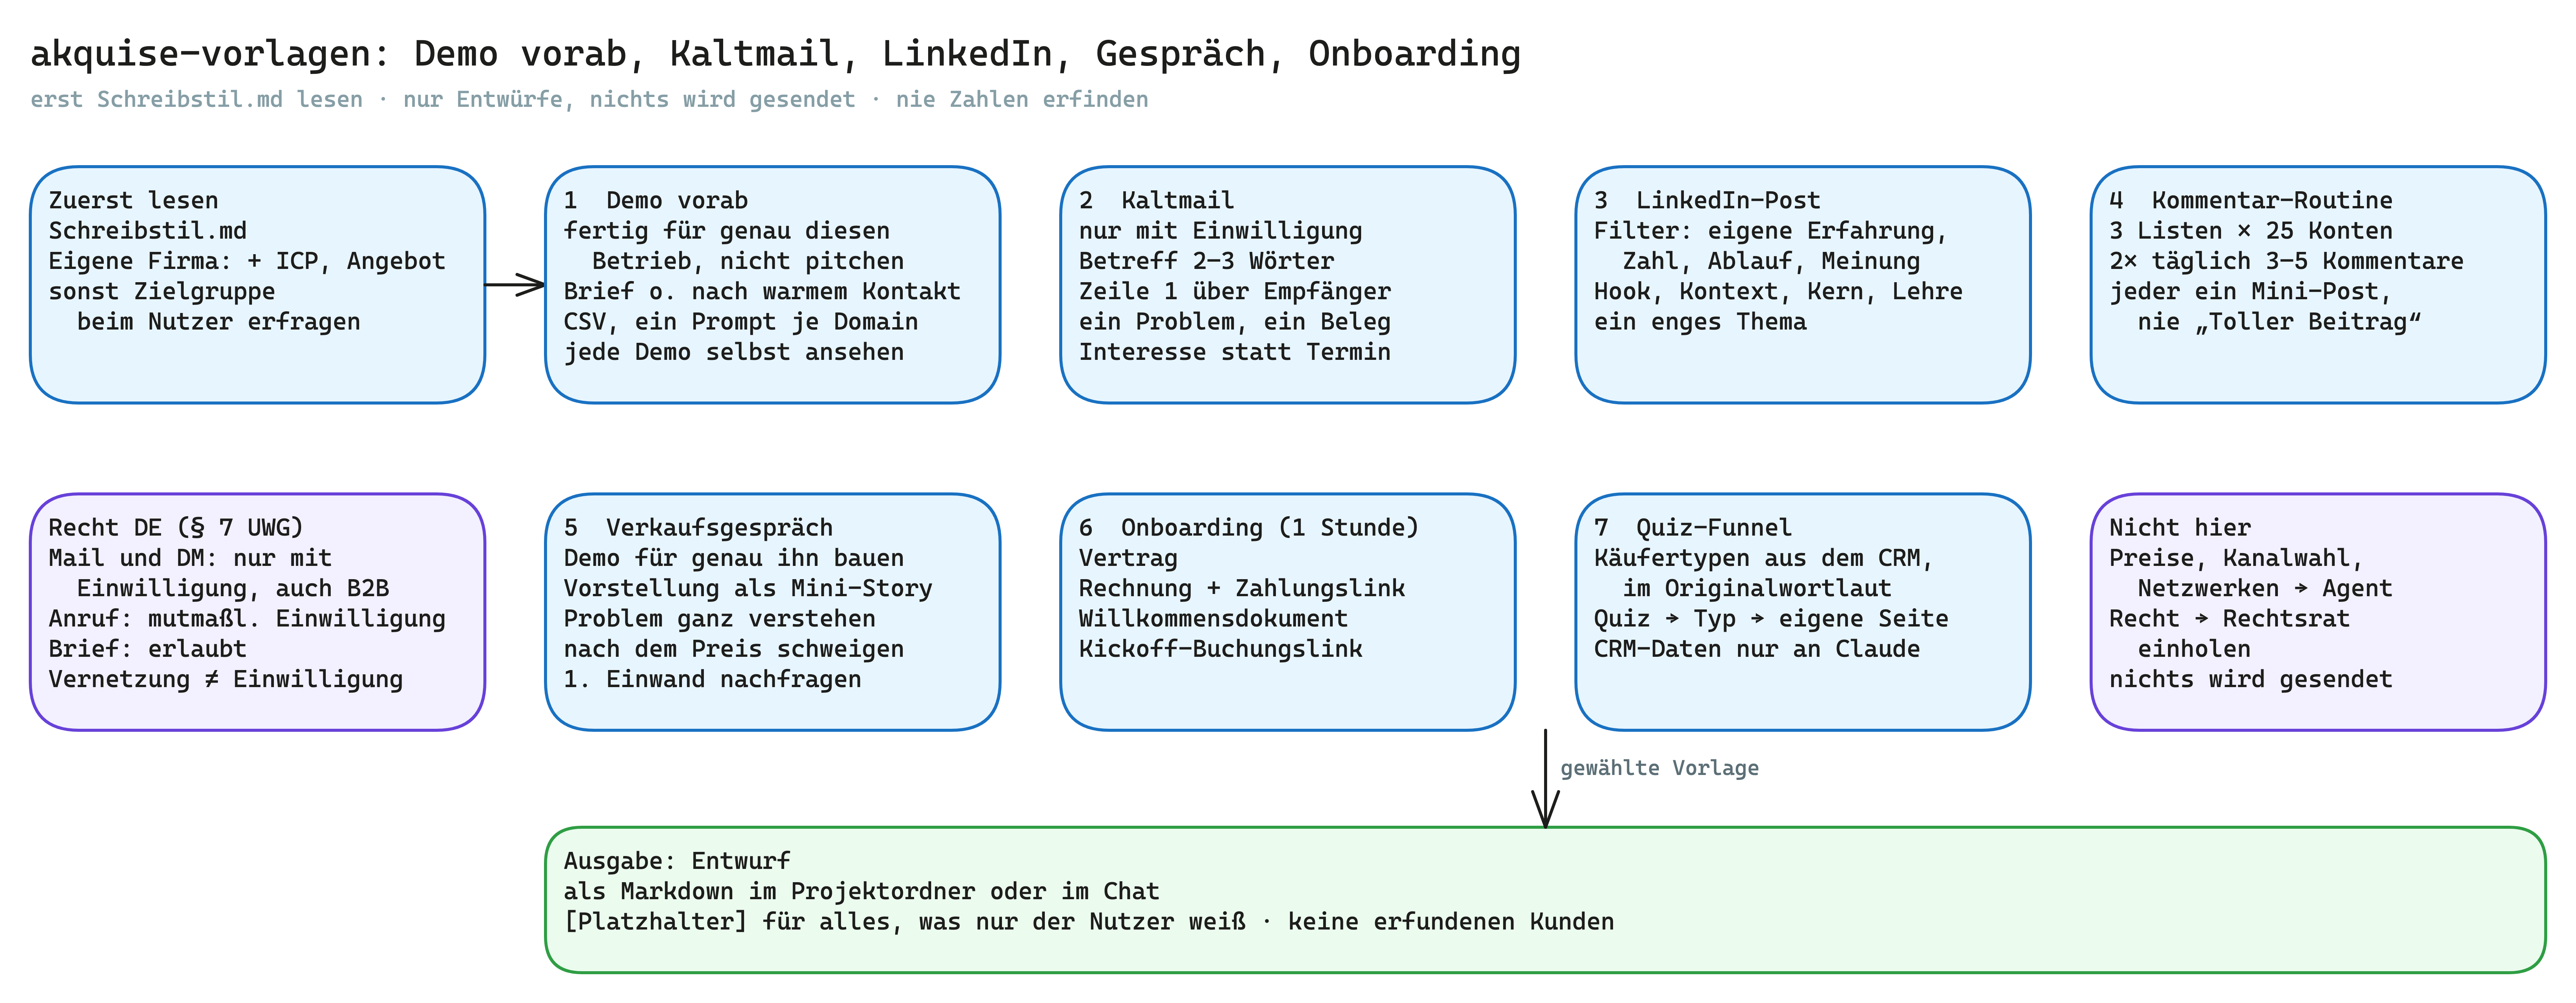 akquise-vorlagen: Demo vorab, Kaltmail, LinkedIn, Gespräch, Onboarding
erst Schreibstil.md lesen · nur Entwürfe, nichts wird gesendet · nie Zahlen erfinden
Zuerst lesen
Schreibstil.md
Eigene Firma: + ICP, Angebot
sonst Zielgruppe
beim Nutzer erfragen
1 Demo vorab
fertig für genau diesen
Betrieb, nicht pitchen
Brief o. nach warmem Kontakt
CSV, ein Prompt je Domain
jede Demo selbst ansehen
2 Kaltmail
nur mit Einwilligung
Betreff 2–3 Wörter
Zeile 1 über Empfänger
ein Problem, ein Beleg
Interesse statt Termin
3 LinkedIn-Post
Filter: eigene Erfahrung,
Zahl, Ablauf, Meinung
Hook, Kontext, Kern, Lehre
ein enges Thema
4 Kommentar-Routine
3 Listen × 25 Konten
2× täglich 3–5 Kommentare
jeder ein Mini-Post,
nie „Toller Beitrag“
Recht DE (§ 7 UWG)
Mail und DM: nur mit
Einwilligung, auch B2B
Anruf: mutmaßl. Einwilligung
Brief: erlaubt
Vernetzung ≠ Einwilligung
5 Verkaufsgespräch
Demo für genau ihn bauen
Vorstellung als Mini-Story
Problem ganz verstehen
nach dem Preis schweigen
1. Einwand nachfragen
6 Onboarding (1 Stunde)
Vertrag
Rechnung + Zahlungslink
Willkommensdokument
Kickoff-Buchungslink
7 Quiz-Funnel
Käufertypen aus dem CRM,
im Originalwortlaut
Quiz → Typ → eigene Seite
CRM-Daten nur an Claude
Nicht hier
Preise, Kanalwahl,
Netzwerken → Agent
Recht → Rechtsrat
einholen
nichts wird gesendet
gewählte Vorlage
Ausgabe: Entwurf
als Markdown im Projektordner oder im Chat
[Platzhalter] für alles, was nur der Nutzer weiß · keine erfundenen Kunden